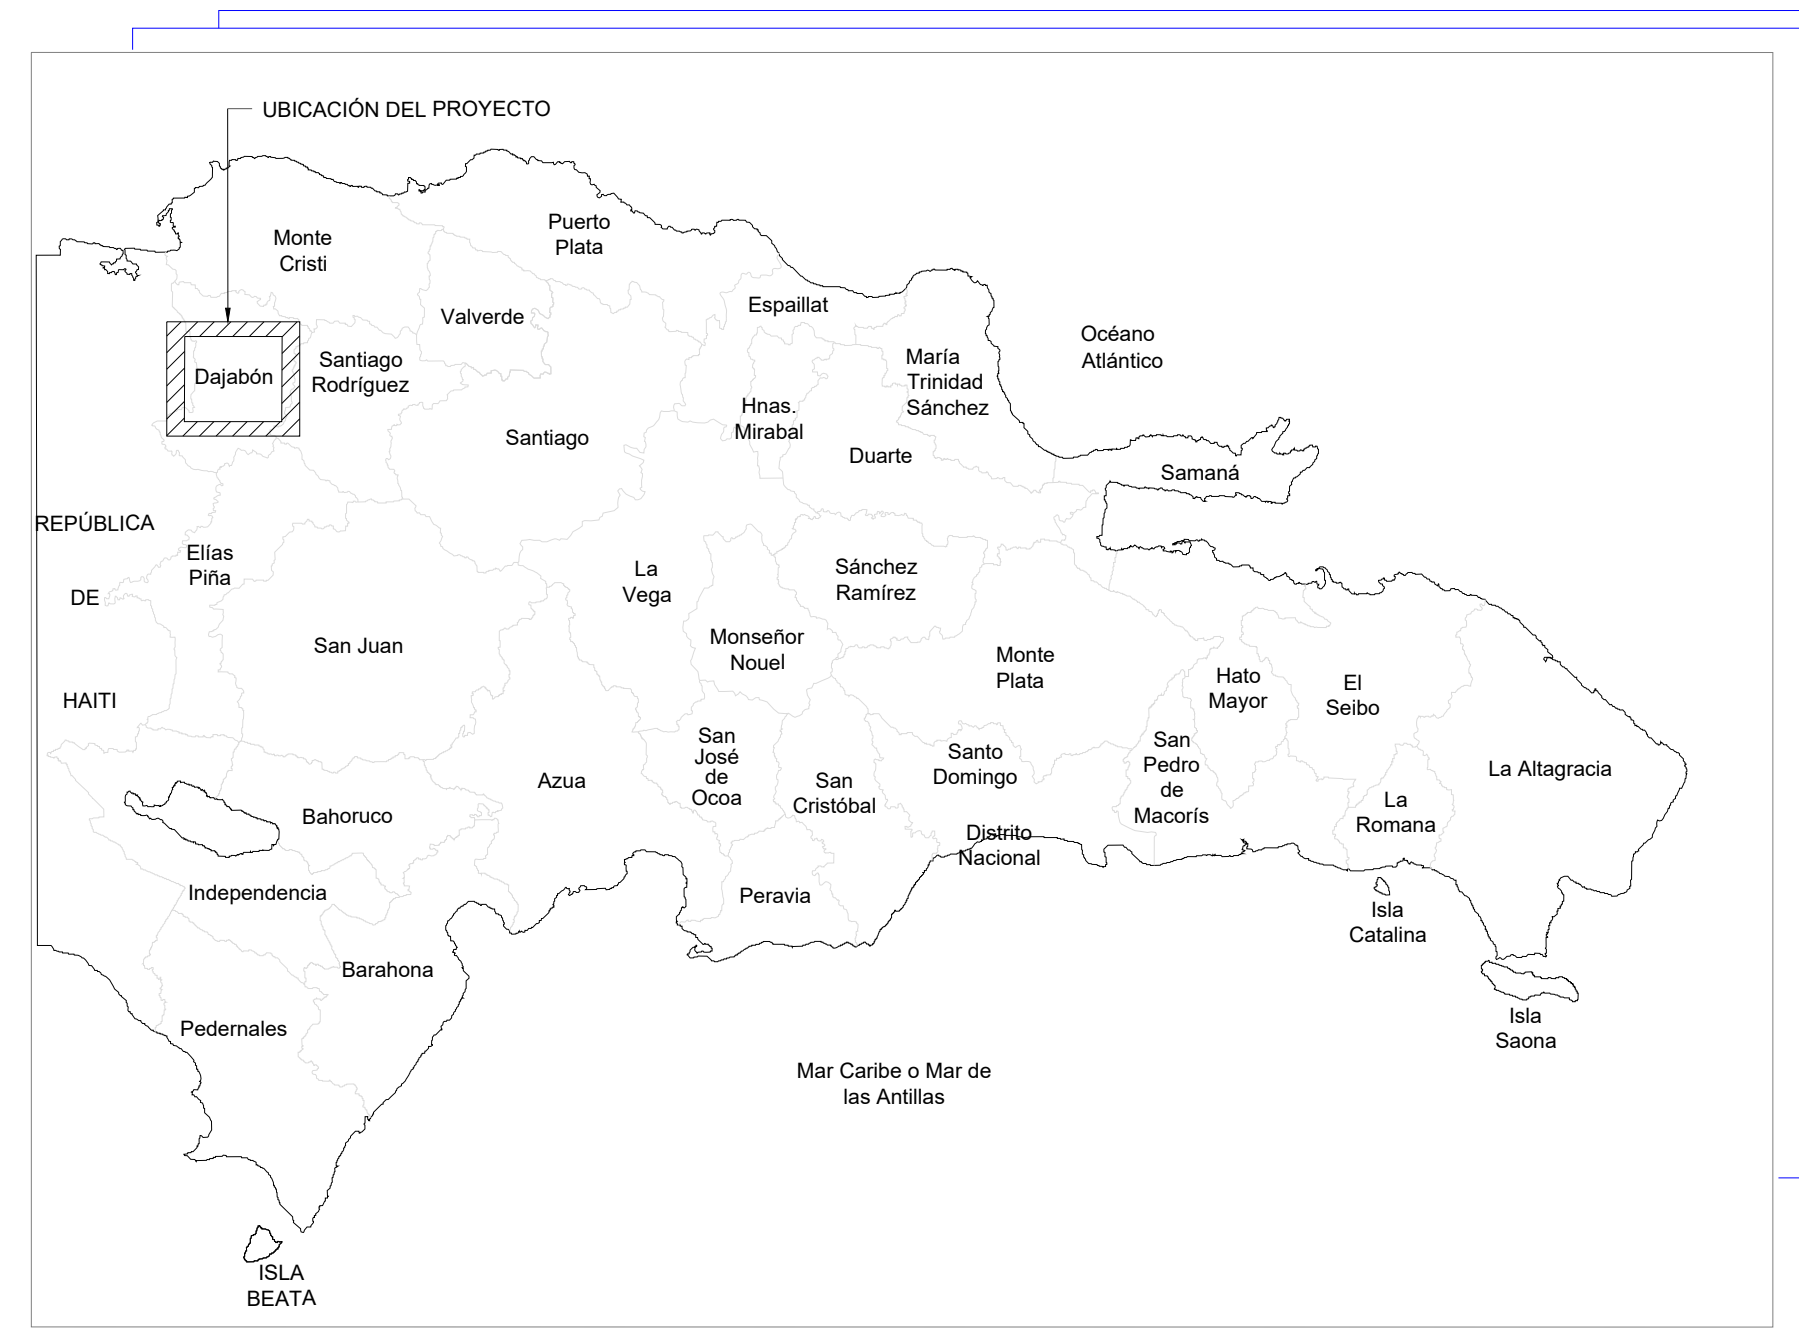 UBICACIÓN DEL PROYECTO
Puerto
Plata
Monte
Cristi
Espaillat
Valverde
Océano
Atlántico
María
Trinidad
Sánchez
Santiago
Rodríguez
Dajabón
Hnas.
Mirabal
Santiago
Duarte
Samaná
REPÚBLICA
DE
HAITI
Elías
Piña
La
Vega
Sánchez
Ramírez
San Juan
Monseñor
Nouel
Monte
Plata
Hato
Mayor
El
Seibo
San
José
de
Ocoa
Santo
Domingo
San
Pedro
de
Macorís
La Altagracia
Azua
San
Cristóbal
La
Romana
Bahoruco
Distrito
Nacional
Independencia
Peravia
Isla
Catalina
Barahona
Pedernales
Isla
Saona
Mar Caribe o Mar de
las Antillas
ISLA
BEATA